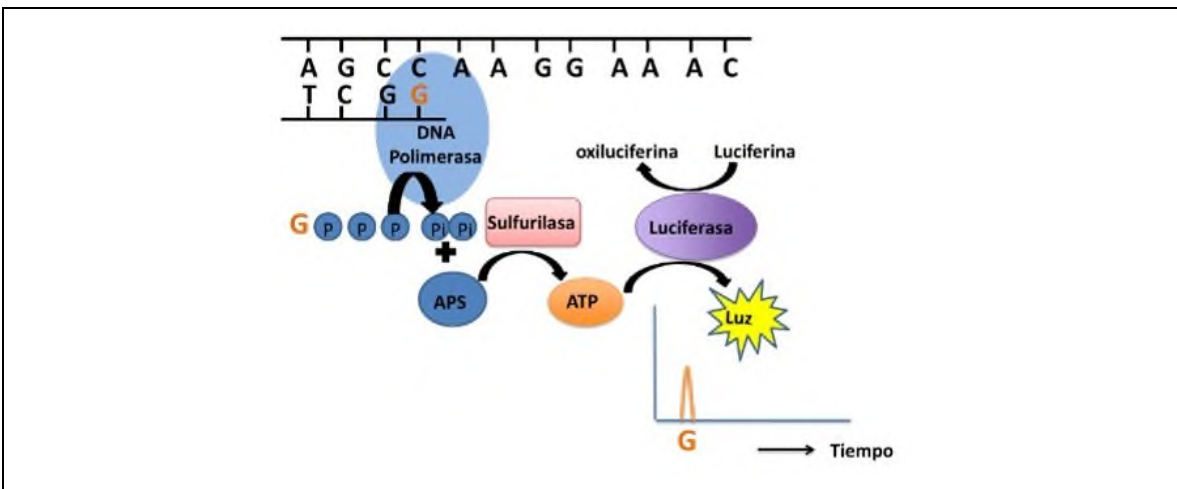 A G C C A A G G A A A C
T C G G
DNA
Polimerasa
oxiluciferina Luciferina
G P P P Pi Pi
Sulfurilasa
Luciferasa
+
APS
ATP
Luz
G
Tiempo